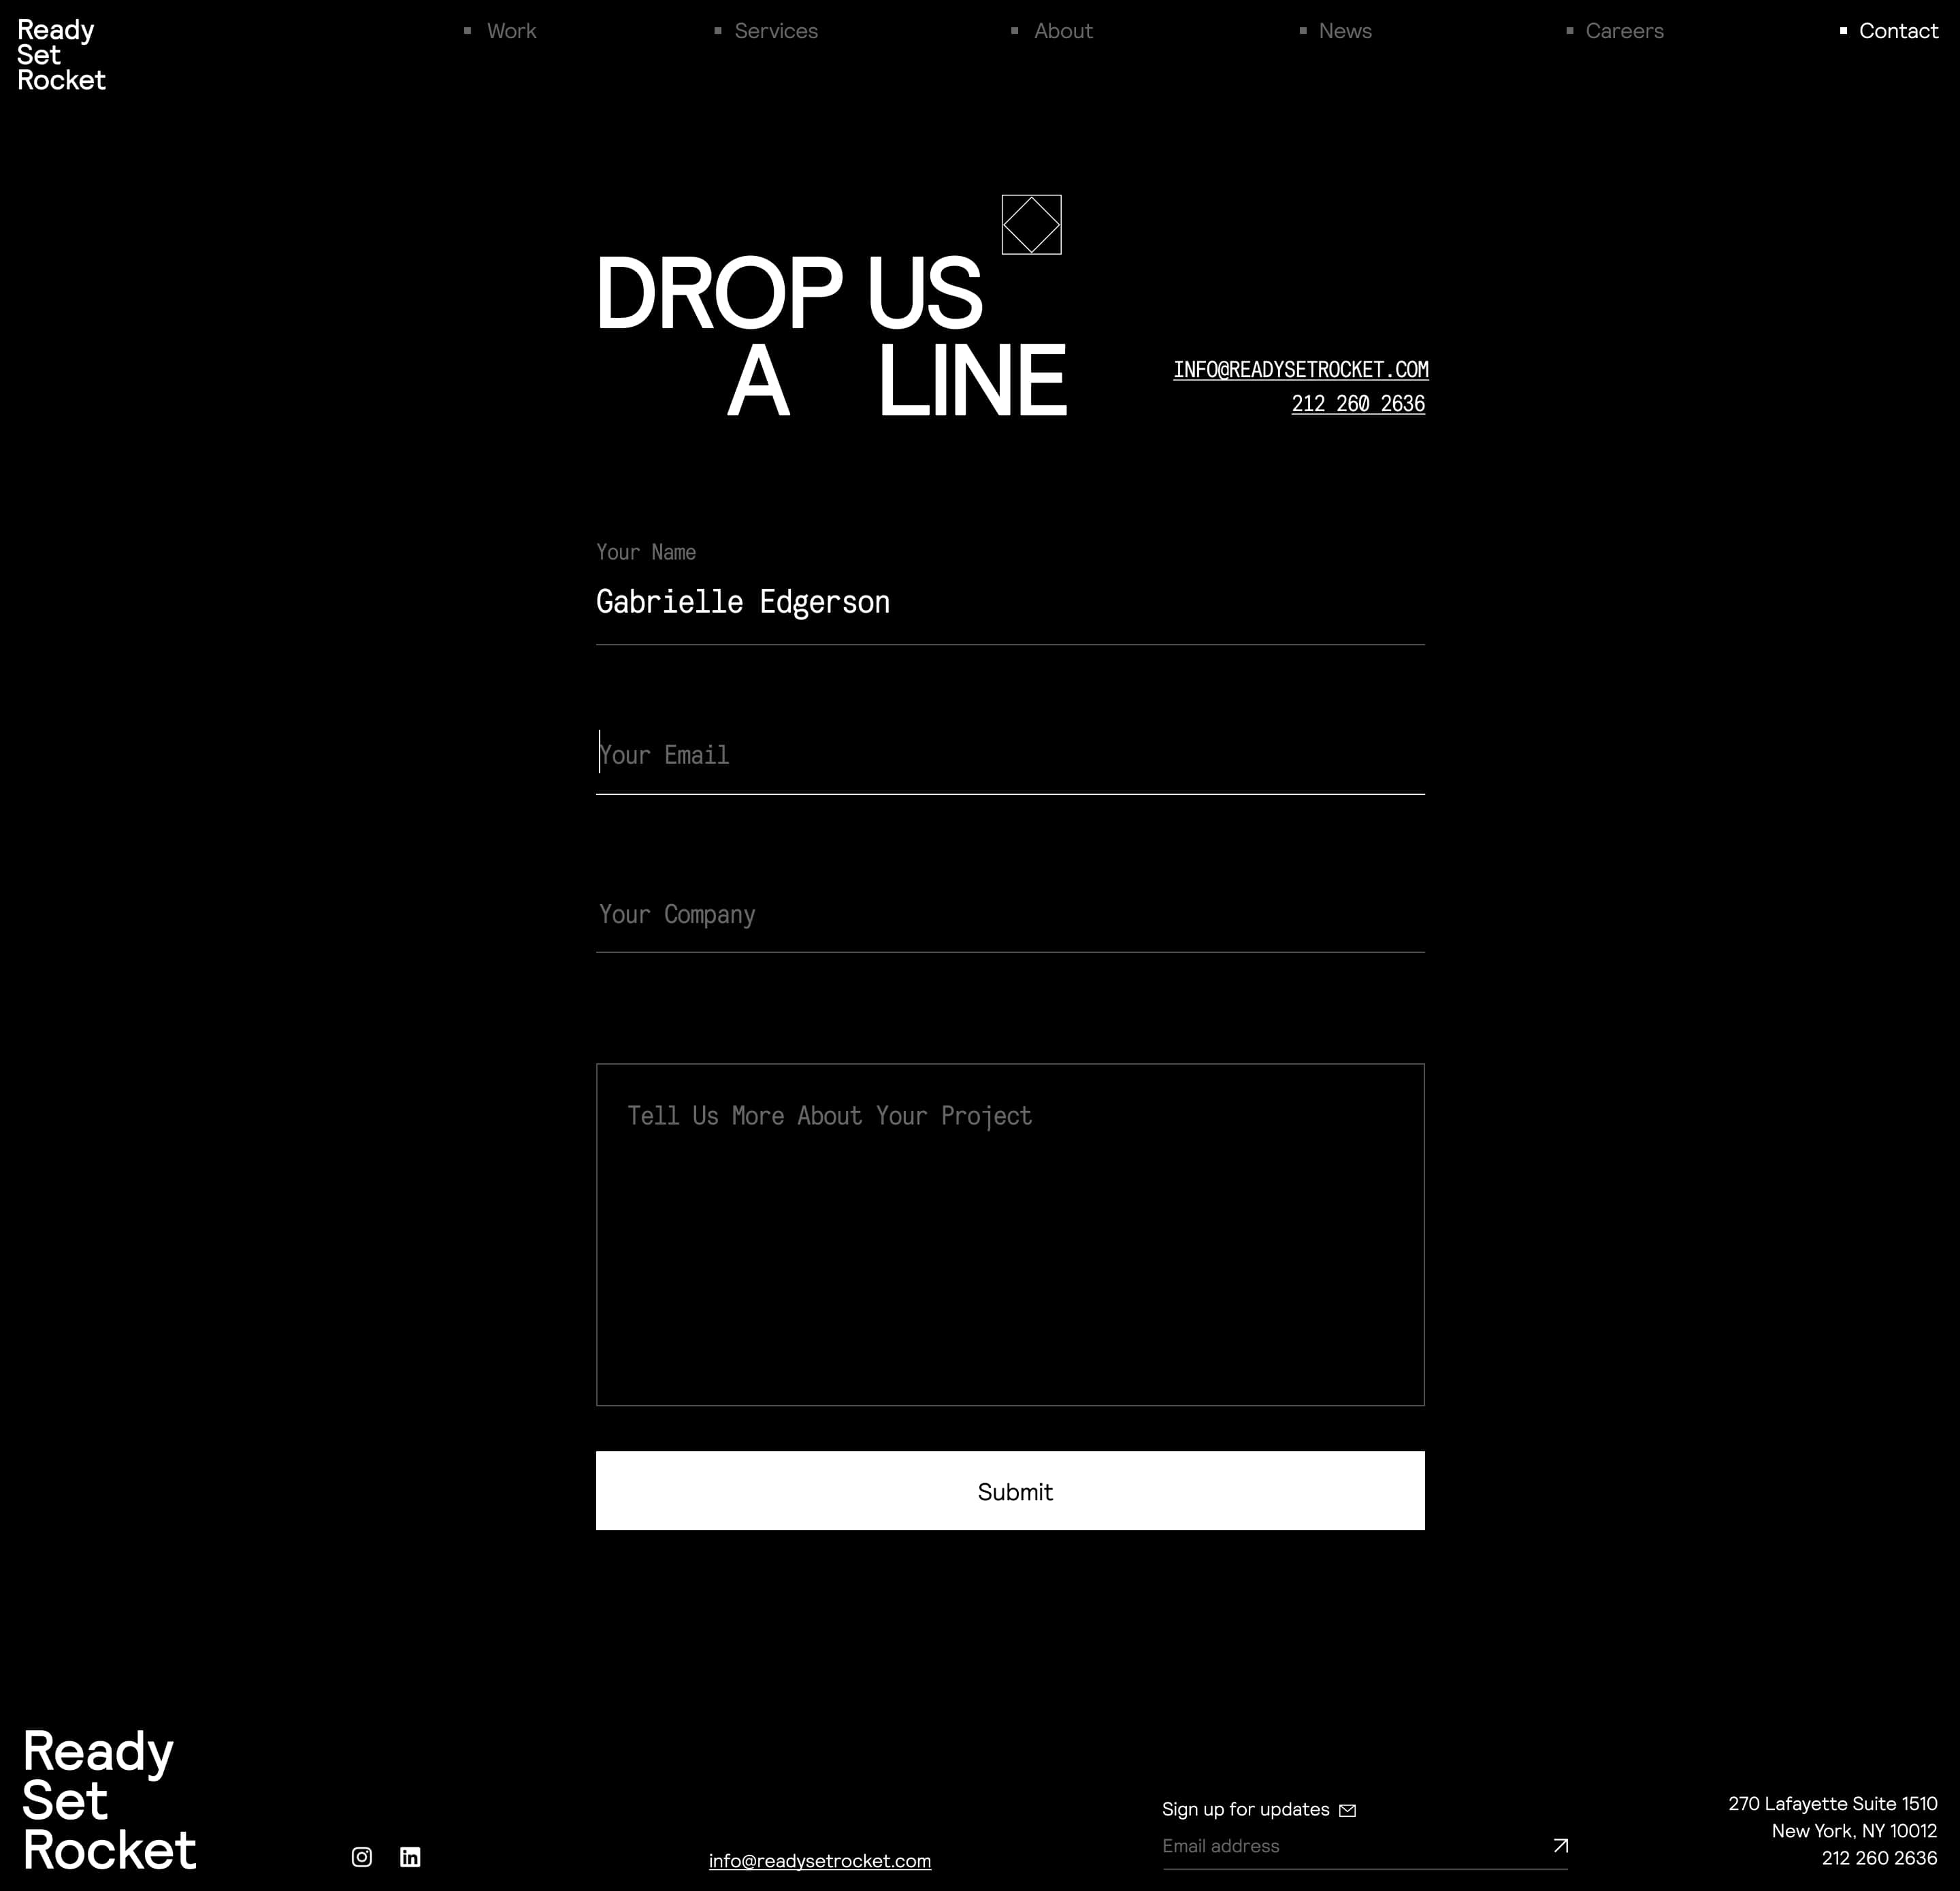 Ready
Set
Rocket
Work
Services
About
News
Careers
Contact
DROP US
A LINE
INFO@READYSETROCKET.COM
212 260 2636
Your Name
Gabrielle Edgerson
Your Email
Your Company
Tell Us More About Your Project
Submit
Ready
Set
Rocket
info@readysetrocket.com
Sign up for updates
Email address
270 Lafayette Suite 1510
New York, NY 10012
212 260 2636